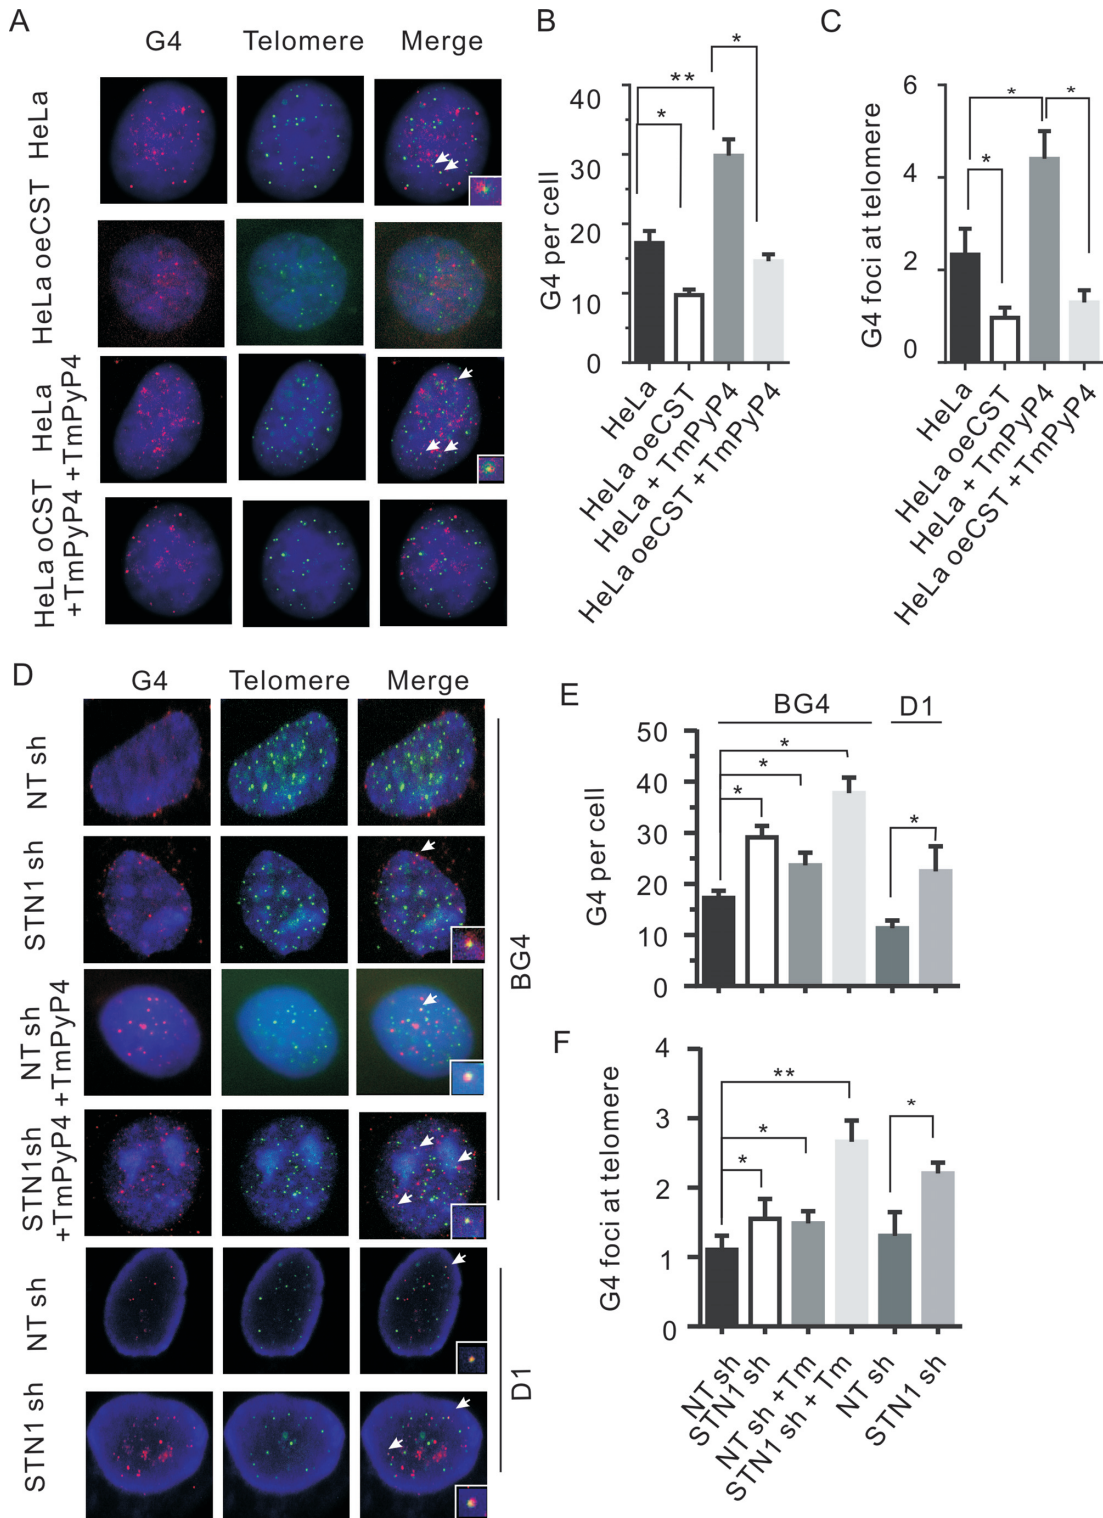 A
G4 Telomere Merge
HeLa
HeLa oeCST
HeLa
+TmPyP4
HeLa oCST
+TmPyP4
B
G4 per cell
40
30
20
10
0
*
**
*
HeLa
HeLa oeCST
HeLa + TmPyP4
HeLa oeCST +TmPyP4
C
G4 foci at telomere
6
4
2
0
*
*
*
HeLa
HeLa oeCST
HeLa + TmPyP4
HeLa oeCST +TmPyP4
D
G4 Telomere Merge
NT sh
STN1 sh
NT sh
+TmPyP4
STN1sh
+TmPyP4
BG4
NT sh
STN1 sh
D1
E
BG4 D1
G4 per cell
50
40
30
20
10
0
*
*
*
*
F
G4 foci at telomere
4
3
2
1
0
**
*
*
*
NT sh
STN1 sh
NT sh +Tm
STN1 sh + Tm
NT sh
STN1 sh